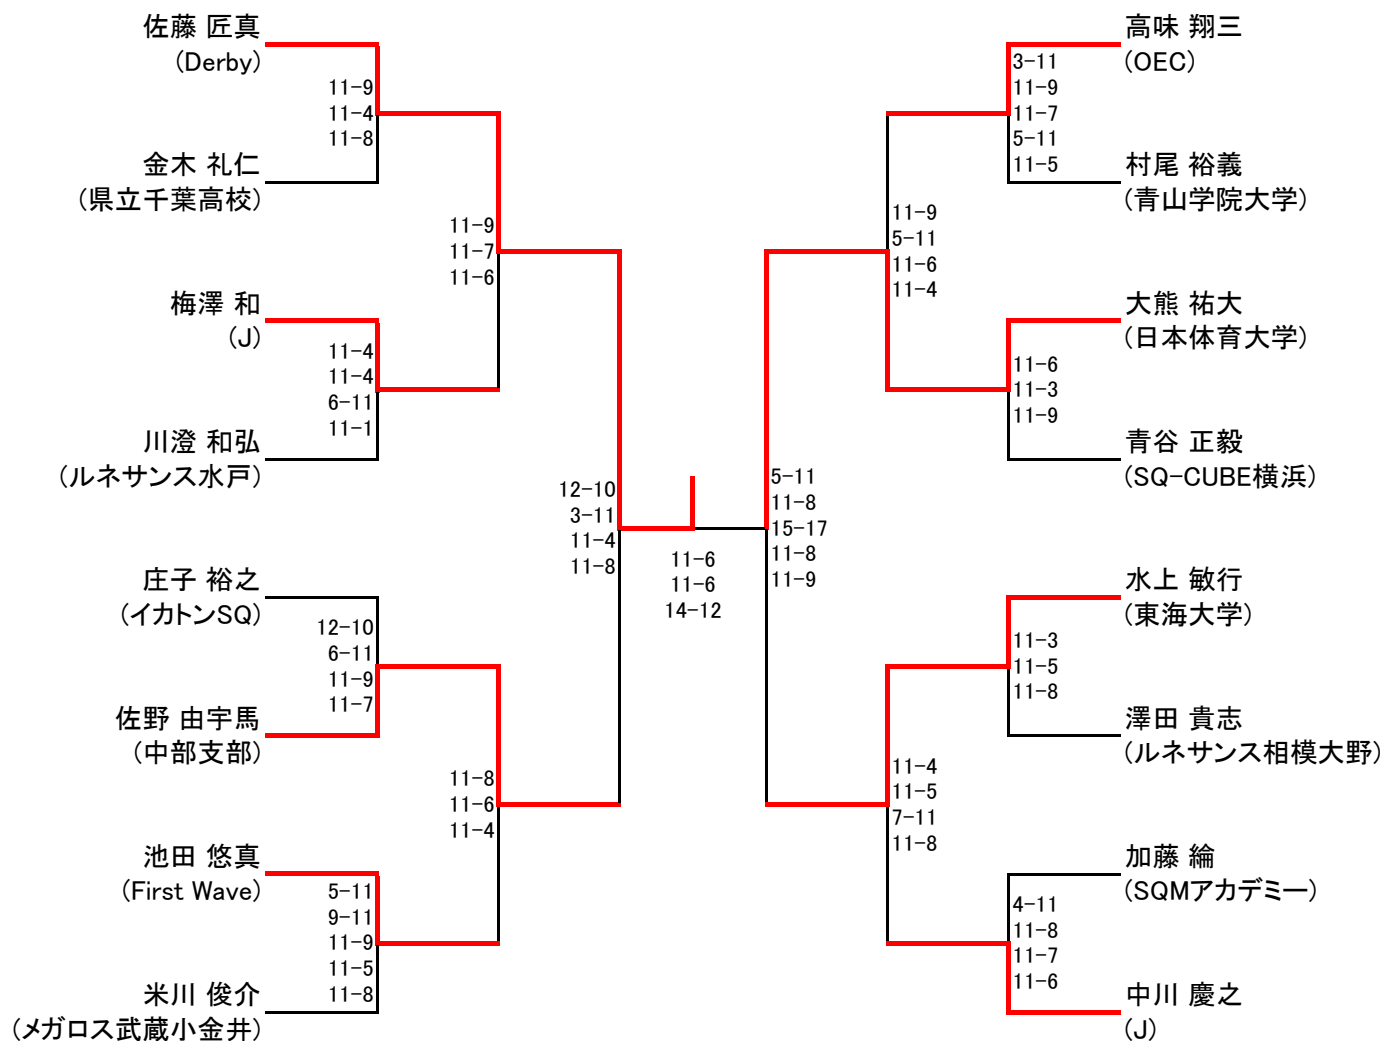 佐藤 匠真
(Derby)
11-9
11-4
11-8
金木 礼仁
(県立千葉高校)
11-9
11-7
11-6
梅澤 和
(J)
11-4
11-4
6-11
11-1
川澄 和弘
(ルネサンス水戸)
12-10
3-11
11-4
11-8
庄子 裕之
(イカトンSQ)
12-10
6-11
11-9
11-7
佐野 由宇馬
(中部支部)
11-8
11-6
11-4
池田 悠真
(First Wave)
5-11
9-11
11-9
11-5
11-8
米川 俊介
(メガロス武蔵小金井)
11-6
11-6
14-12
高味 翔三
(OEC)
3-11
11-9
11-7
5-11
11-5
村尾 裕義
(青山学院大学)
11-9
5-11
11-6
11-4
大熊 祐大
(日本体育大学)
11-6
11-3
11-9
青谷 正毅
(SQ-CUBE横浜)
5-11
11-8
15-17
11-8
11-9
水上 敏行
(東海大学)
11-3
11-5
11-8
澤田 貴志
(ルネサンス相模大野)
11-4
11-5
7-11
11-8
加藤 綸
(SQMアカデミー)
4-11
11-8
11-7
11-6
中川 慶之
(J)